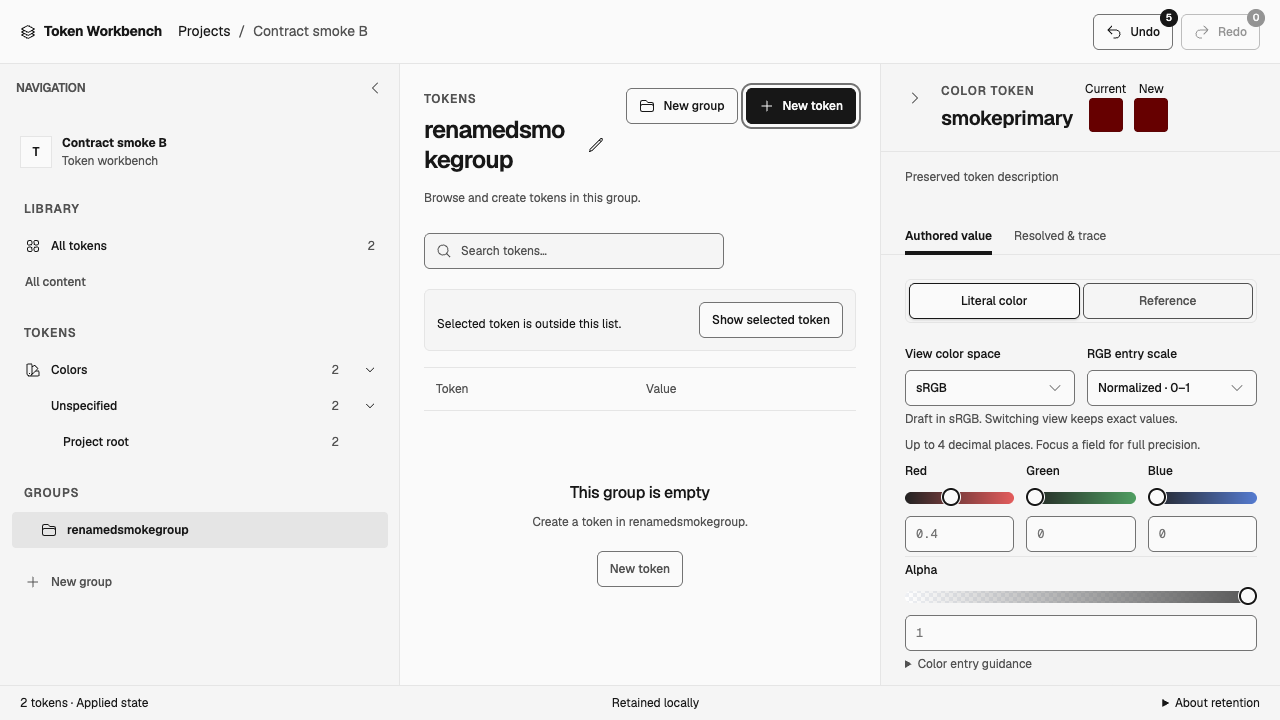 Token Workbench
Projects / Contract smoke B
Undo
5
Redo
0
NAVIGATION
T
Contract smoke B
Token workbench
LIBRARY
All tokens 2
All content
TOKENS
Colors 2
Unspecified 2
Project root 2
GROUPS
renamedsmokegroup
New group
TOKENS
renamedsmo
kegroup
New group
New token
Browse and create tokens in this group.
Search tokens…
Selected token is outside this list.
Show selected token
Token Value
This group is empty
Create a token in renamedsmokegroup.
New token
COLOR TOKEN
smokeprimary
Current New
Preserved token description
Authored value Resolved & trace
Literal color Reference
View color space RGB entry scale
sRGB Normalized · 0–1
Draft in sRGB. Switching view keeps exact values.
Up to 4 decimal places. Focus a field for full precision.
Red Green Blue
0.4 0 0
Alpha
1
Color entry guidance
2 tokens · Applied state
Retained locally
About retention